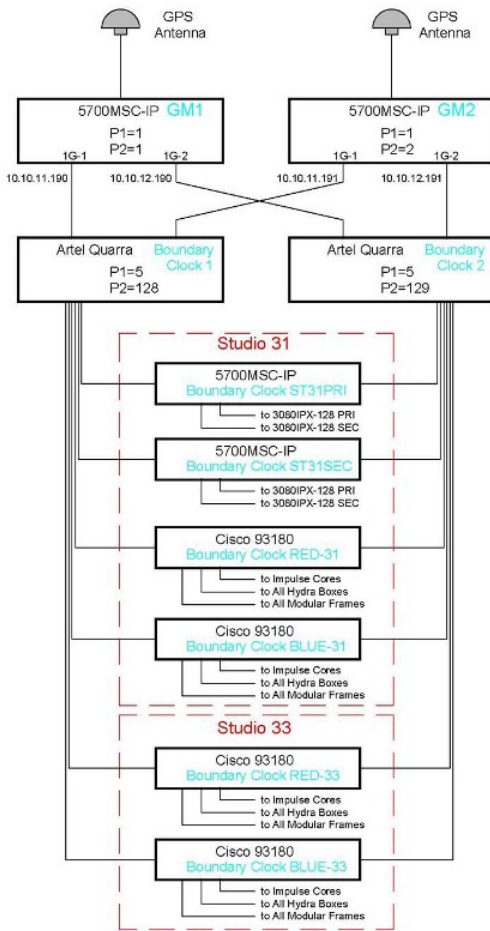 GPS
Antenna
GPS
Antenna
5700MSC-IP GM1
P1=1
P2=1
1G-1
1G-2
5700MSC-IP GM2
P1=1
P2=2
1G-1
1G-2
10.10.11.190
10.10.12.190
10.10.11.191
10.10.12.191
Artel Quarra Boundary
Clock 1
P1=5
P2=128
Artel Quarra Boundary
Clock 2
P1=5
P2=129
Studio 31
5700MSC-IP
Boundary Clock ST31PRI
to 3080IPX-128 PRI
to 3080IPX-128 SEC
5700MSC-IP
Boundary Clock ST31SEC
to 3080IPX-128 PRI
to 3080IPX-128 SEC
Cisco 93180
Boundary Clock RED-31
to Impulse Cores
to All Hydra Boxes
to All Modular Frames
Cisco 93180
Boundary Clock BLUE-31
to Impulse Cores
to All Hydra Boxes
to All Modular Frames
Studio 33
Cisco 93180
Boundary Clock RED-33
to Impulse Cores
to All Hydra Boxes
to All Modular Frames
Cisco 93180
Boundary Clock BLUE-33
to Impulse Cores
to All Hydra Boxes
to All Modular Frames